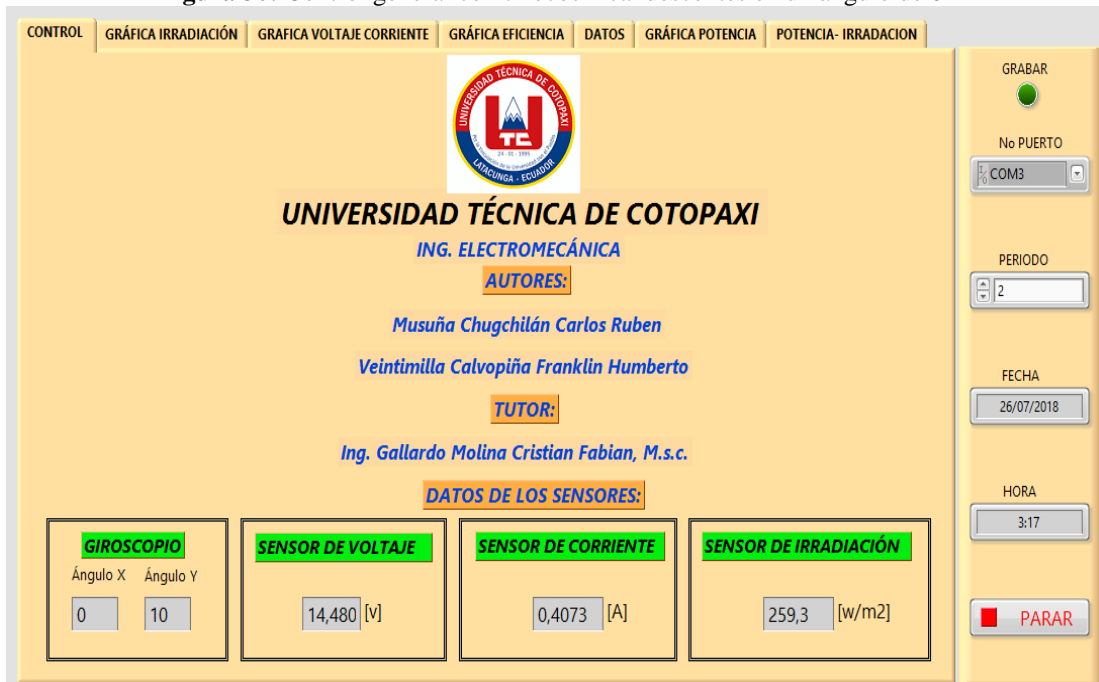 CONTROL GRÁFICA IRRADIACIÓN GRAFICA VOLTAJE CORRIENTE GRÁFICA EFICIENCIA DATOS GRÁFICA POTENCIA POTENCIA- IRRADACION
UNIVERSIDAD TÉCNICA DE COTOPAXI
UTC
24 - 01 - 1995
LATACUNGA - ECUADOR
UNIVERSIDAD TÉCNICA DE COTOPAXI
ING. ELECTROMECÁNICA
AUTORES:
Musuña Chugchilán Carlos Ruben
Veintimilla Calvopiña Franklin Humberto
TUTOR:
Ing. Gallardo Molina Cristian Fabian, M.s.c.
DATOS DE LOS SENSORES:
GIROSCOPIO
Ángulo X Ángulo Y
0 10
SENSOR DE VOLTAJE
14,480 [v]
SENSOR DE CORRIENTE
0,4073 [A]
SENSOR DE IRRADIACIÓN
259,3 [w/m2]
GRABAR
No PUERTO
COM3
PERIODO
2
FECHA
26/07/2018
HORA
3:17
PARAR